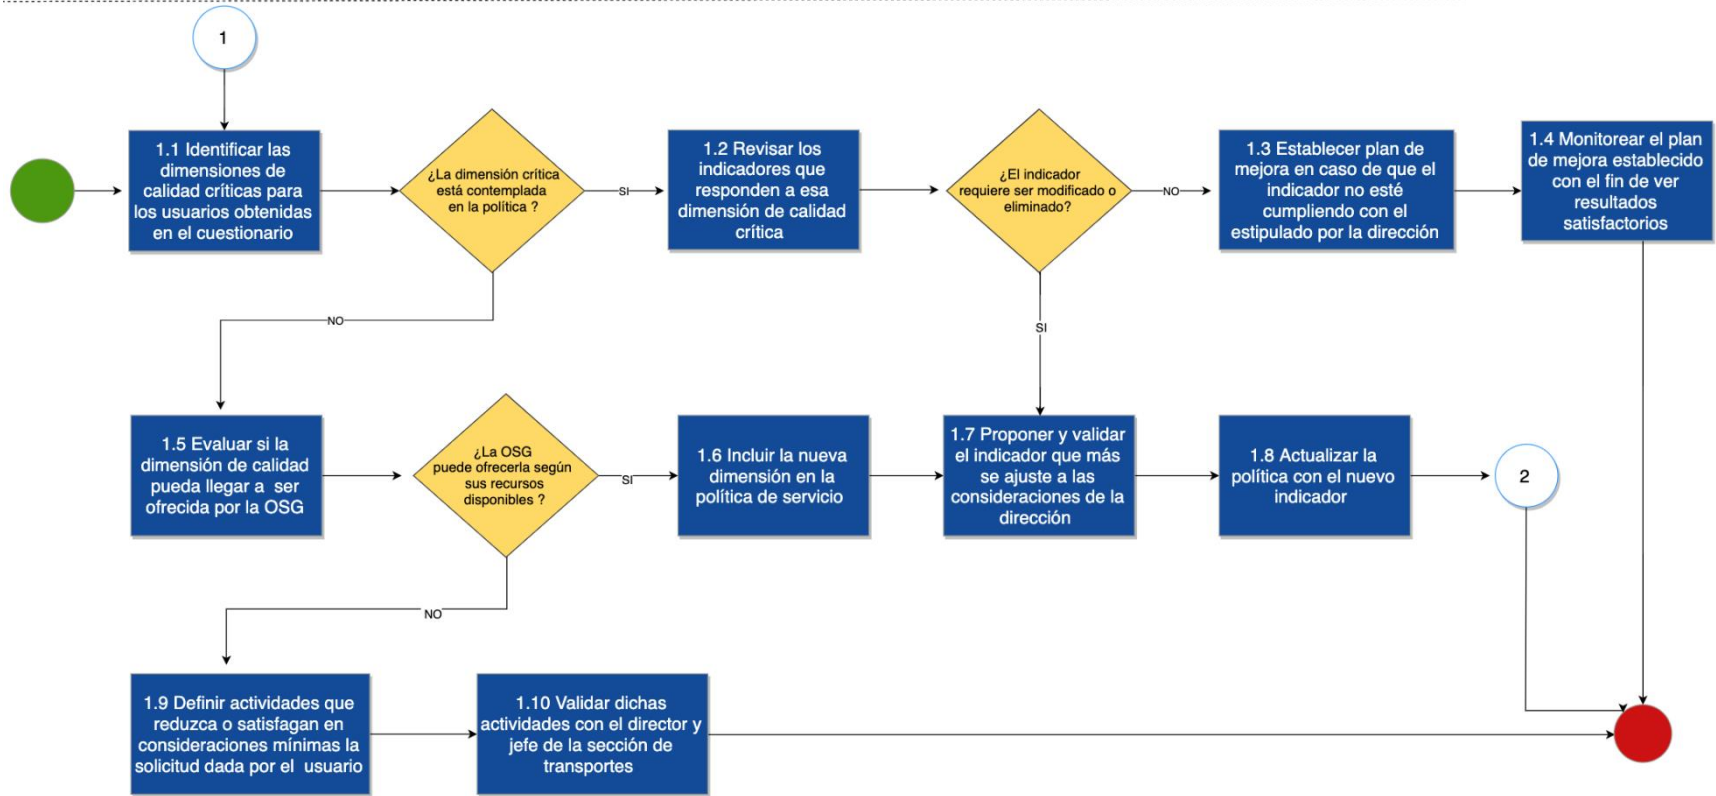 1
1.1 Identificar las
dimensiones de
calidad críticas para
los usuarios obtenidas
en el cuestionario
¿La dimensión crítica
está contemplada
en la política ?
SI
1.2 Revisar los
indicadores que
responden a esa
dimensión de calidad
crítica
¿El indicador
requiere ser modificado o
eliminado?
NO
1.3 Establecer plan de
mejora en caso de que el
indicador no esté
cumpliendo con el
estipulado por la dirección
1.4 Monitorear el plan
de mejora establecido
con el fin de ver
resultados
satisfactorios
NO
SI
1.5 Evaluar si la
dimensión de calidad
pueda llegar a ser
ofrecida por la OSG
¿La OSG
puede ofrecerla según
sus recursos
disponibles ?
SI
1.6 Incluir la nueva
dimensión en la
política de servicio
1.7 Proponer y validar
el indicador que más
se ajuste a las
consideraciones de la
dirección
1.8 Actualizar la
política con el nuevo
indicador
2
NO
1.9 Definir actividades que
reduzca o satisfagan en
consideraciones mínimas la
solicitud dada por el usuario
1.10 Validar dichas
actividades con el director y
jefe de la sección de
transportes